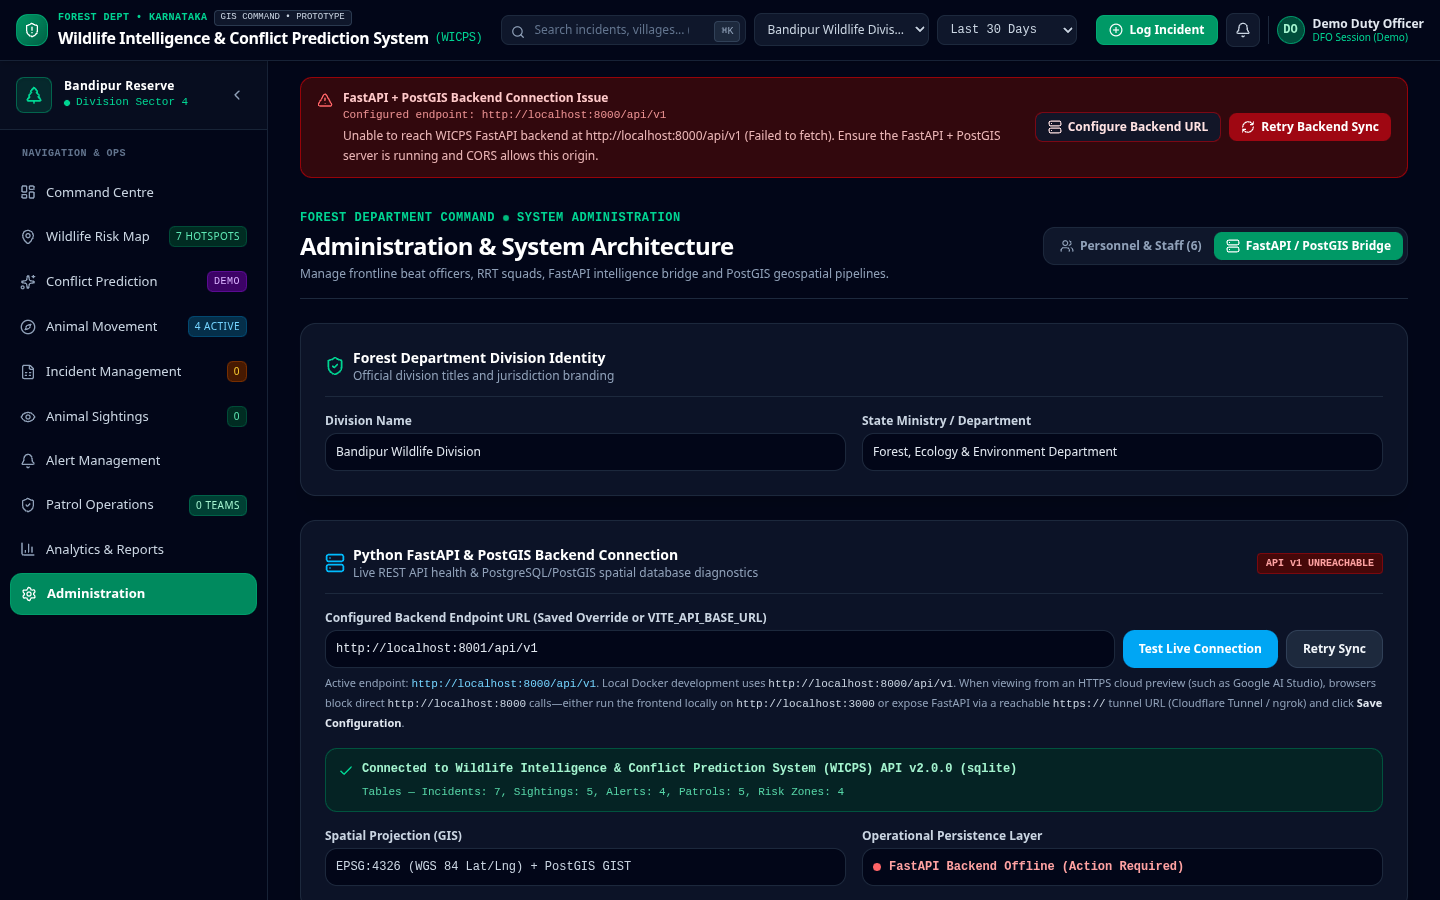 FOREST DEPT • KARNATAKA GIS COMMAND • PROTOTYPE
Wildlife Intelligence & Conflict Prediction System (WICPS)
Search incidents, villages...
⌘K
Bandipur Wildlife Divis...
Last 30 Days
Log Incident
DO
Demo Duty Officer
DFO Session (Demo)
Bandipur Reserve
Division Sector 4
NAVIGATION & OPS
Command Centre
Wildlife Risk Map 7 HOTSPOTS
Conflict Prediction DEMO
Animal Movement 4 ACTIVE
Incident Management 0
Animal Sightings 0
Alert Management
Patrol Operations 0 TEAMS
Analytics & Reports
Administration
FastAPI + PostGIS Backend Connection Issue
Configured endpoint: http://localhost:8000/api/v1
Unable to reach WICPS FastAPI backend at http://localhost:8000/api/v1 (Failed to fetch). Ensure the FastAPI + PostGIS
server is running and CORS allows this origin.
Configure Backend URL
Retry Backend Sync
FOREST DEPARTMENT COMMAND ● SYSTEM ADMINISTRATION
Administration & System Architecture
Manage frontline beat officers, RRT squads, FastAPI intelligence bridge and PostGIS geospatial pipelines.
Personnel & Staff (6)
FastAPI / PostGIS Bridge
Forest Department Division Identity
Official division titles and jurisdiction branding
Division Name
Bandipur Wildlife Division
State Ministry / Department
Forest, Ecology & Environment Department
Python FastAPI & PostGIS Backend Connection
Live REST API health & PostgreSQL/PostGIS spatial database diagnostics
API v1 UNREACHABLE
Configured Backend Endpoint URL (Saved Override or VITE_API_BASE_URL)
http://localhost:8001/api/v1
Test Live Connection
Retry Sync
Active endpoint: http://localhost:8000/api/v1. Local Docker development uses http://localhost:8000/api/v1. When viewing from an HTTPS cloud preview (such as Google AI Studio), browsers
block direct http://localhost:8000 calls—either run the frontend locally on http://localhost:3000 or expose FastAPI via a reachable https:// tunnel URL (Cloudflare Tunnel / ngrok) and click Save
Configuration.
Connected to Wildlife Intelligence & Conflict Prediction System (WICPS) API v2.0.0 (sqlite)
Tables — Incidents: 7, Sightings: 5, Alerts: 4, Patrols: 5, Risk Zones: 4
Spatial Projection (GIS)
EPSG:4326 (WGS 84 Lat/Lng) + PostGIS GIST
Operational Persistence Layer
FastAPI Backend Offline (Action Required)